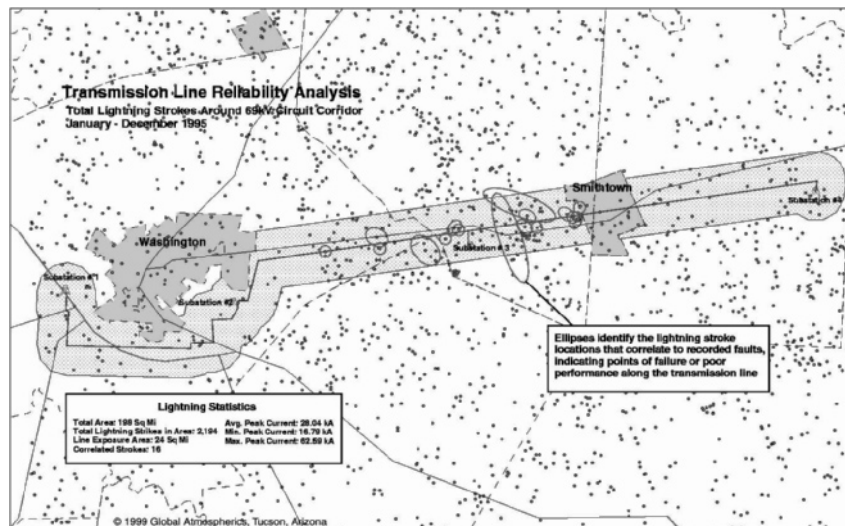 Transmission Line Reliability Analysis
Total Lightning Strokes Around 69kV Circuit Corridor
January - December 1995
Smithtown
Substation #4
Washington
Substation # 3
Substation #1
Substation #2
Ellipses identify the lightning stroke
locations that correlate to recorded faults,
indicating points of failure or poor
performance along the transmission line
Lightning Statistics
Total Area: 198 Sq Mi Avg. Peak Current: 28.04 kA
Total Lightning Strikes in Area: 2,194 Min. Peak Current: 16.79 kA
Line Exposure Area: 24 Sq Mi Max. Peak Current: 62.59 kA
Correlated Strokes: 16
© 1999 Global Atmospherics, Tucson, Arizona